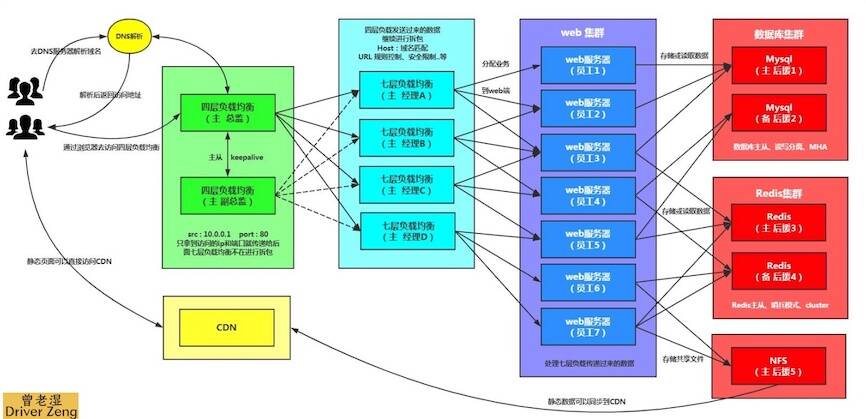 DNS解析
去DNS服务器解析域名
解析后返回访问地址
通过浏览器去访问四层负载均衡
静态页面可以直接访问CDN
四层负载均衡
（主 总监）
主从
keepalive
四层负载均衡
（主 副总监）
src : 10.0.0.1 port : 80
只拿到访问的ip和端口就传递给后
面七层负载均衡不在进行拆包
四层负载发送过来的数据
继续进行拆包
Host：域名匹配
URL 规则控制、安全限制..等
七层负载均衡
（主 经理A）
七层负载均衡
（主 经理B）
七层负载均衡
（主 经理C）
七层负载均衡
（主 经理D）
分配业务
到web端
web 集群
web服务器
（员工1）
web服务器
（员工2）
web服务器
（员工3）
web服务器
（员工4）
web服务器
（员工5）
web服务器
（员工6）
web服务器
（员工7）
处理七层负载传递过来的数据
存储或读取数据
数据库集群
Mysql
（主 后援1）
Mysql
（备 后援2）
数据库主从、读写分离、MHA
存储或读取数据
Redis集群
Redis
（主 后援3）
Redis
（备 后援4）
Redis主从、哨兵模式、cluster
存储共享文件
NFS
（主 后援5）
CDN
静态数据可以同步到CDN
曾老湿
Driver Zeng